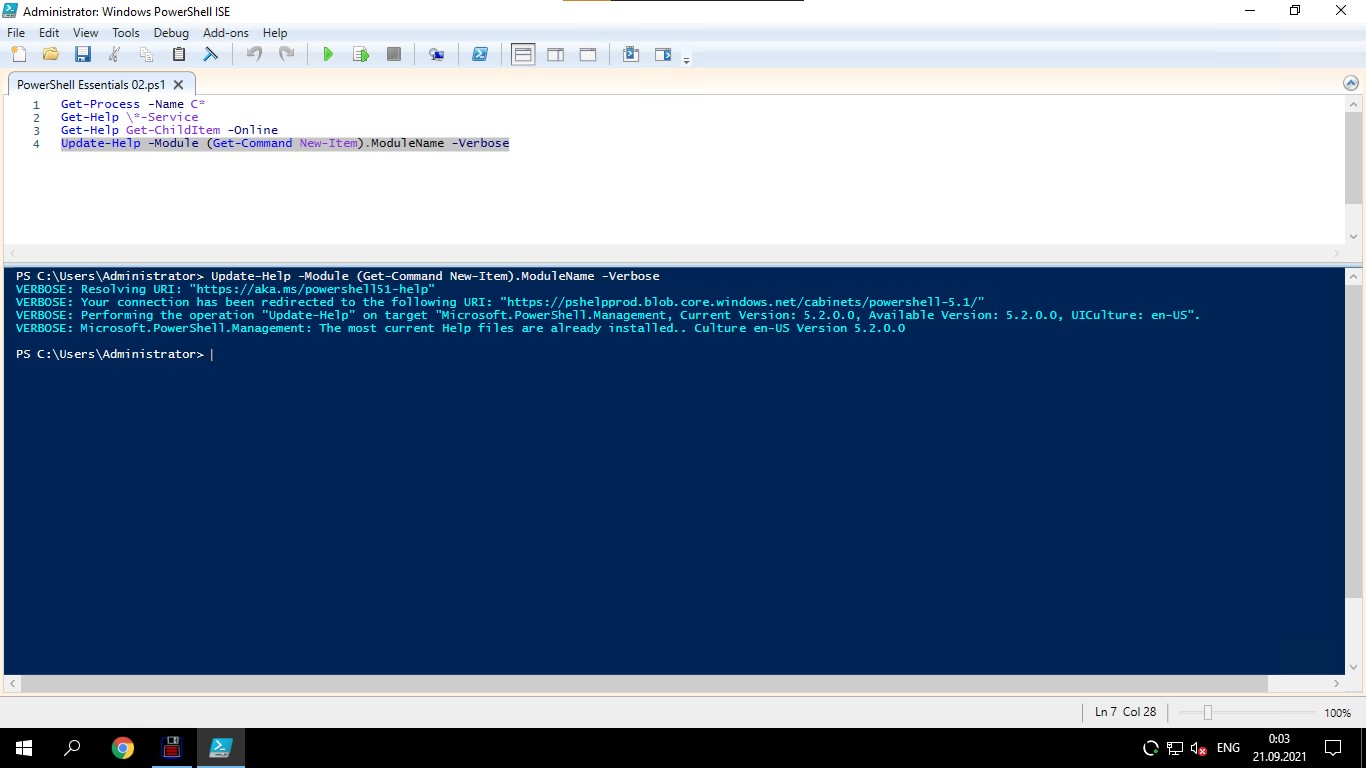 Administrator: Windows PowerShell ISE
File Edit View Tools Debug Add-ons Help
PowerShell Essentials 02.ps1
1 Get-Process -Name C*
2 Get-Help \*-Service
3 Get-Help Get-ChildItem -Online
4 Update-Help -Module (Get-Command New-Item).ModuleName -Verbose
PS C:\Users\Administrator> Update-Help -Module (Get-Command New-Item).ModuleName -Verbose
VERBOSE: Resolving URI: "https://aka.ms/powershell51-help"
VERBOSE: Your connection has been redirected to the following URI: "https://pshelpprod.blob.core.windows.net/cabinets/powershell-5.1/"
VERBOSE: Performing the operation "Update-Help" on target "Microsoft.PowerShell.Management, Current Version: 5.2.0.0, Available Version: 5.2.0.0, UICulture: en-US".
VERBOSE: Microsoft.PowerShell.Management: The most current Help files are already installed.. Culture en-US Version 5.2.0.0
PS C:\Users\Administrator>
Ln 7 Col 28
100%
ENG
0:03
21.09.2021